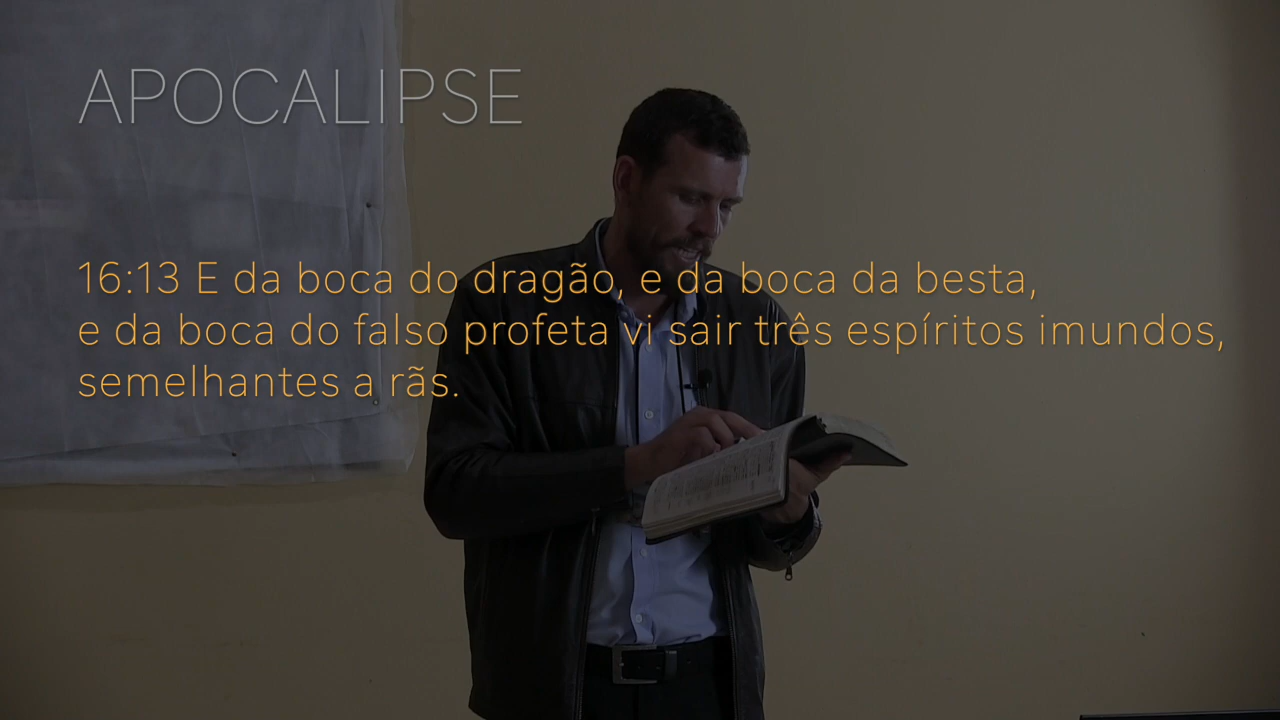 APOCALIPSE
16:13 E da boca do dragão, e da boca da besta,
e da boca do falso profeta vi sair três espíritos imundos,
semelhantes a rãs.